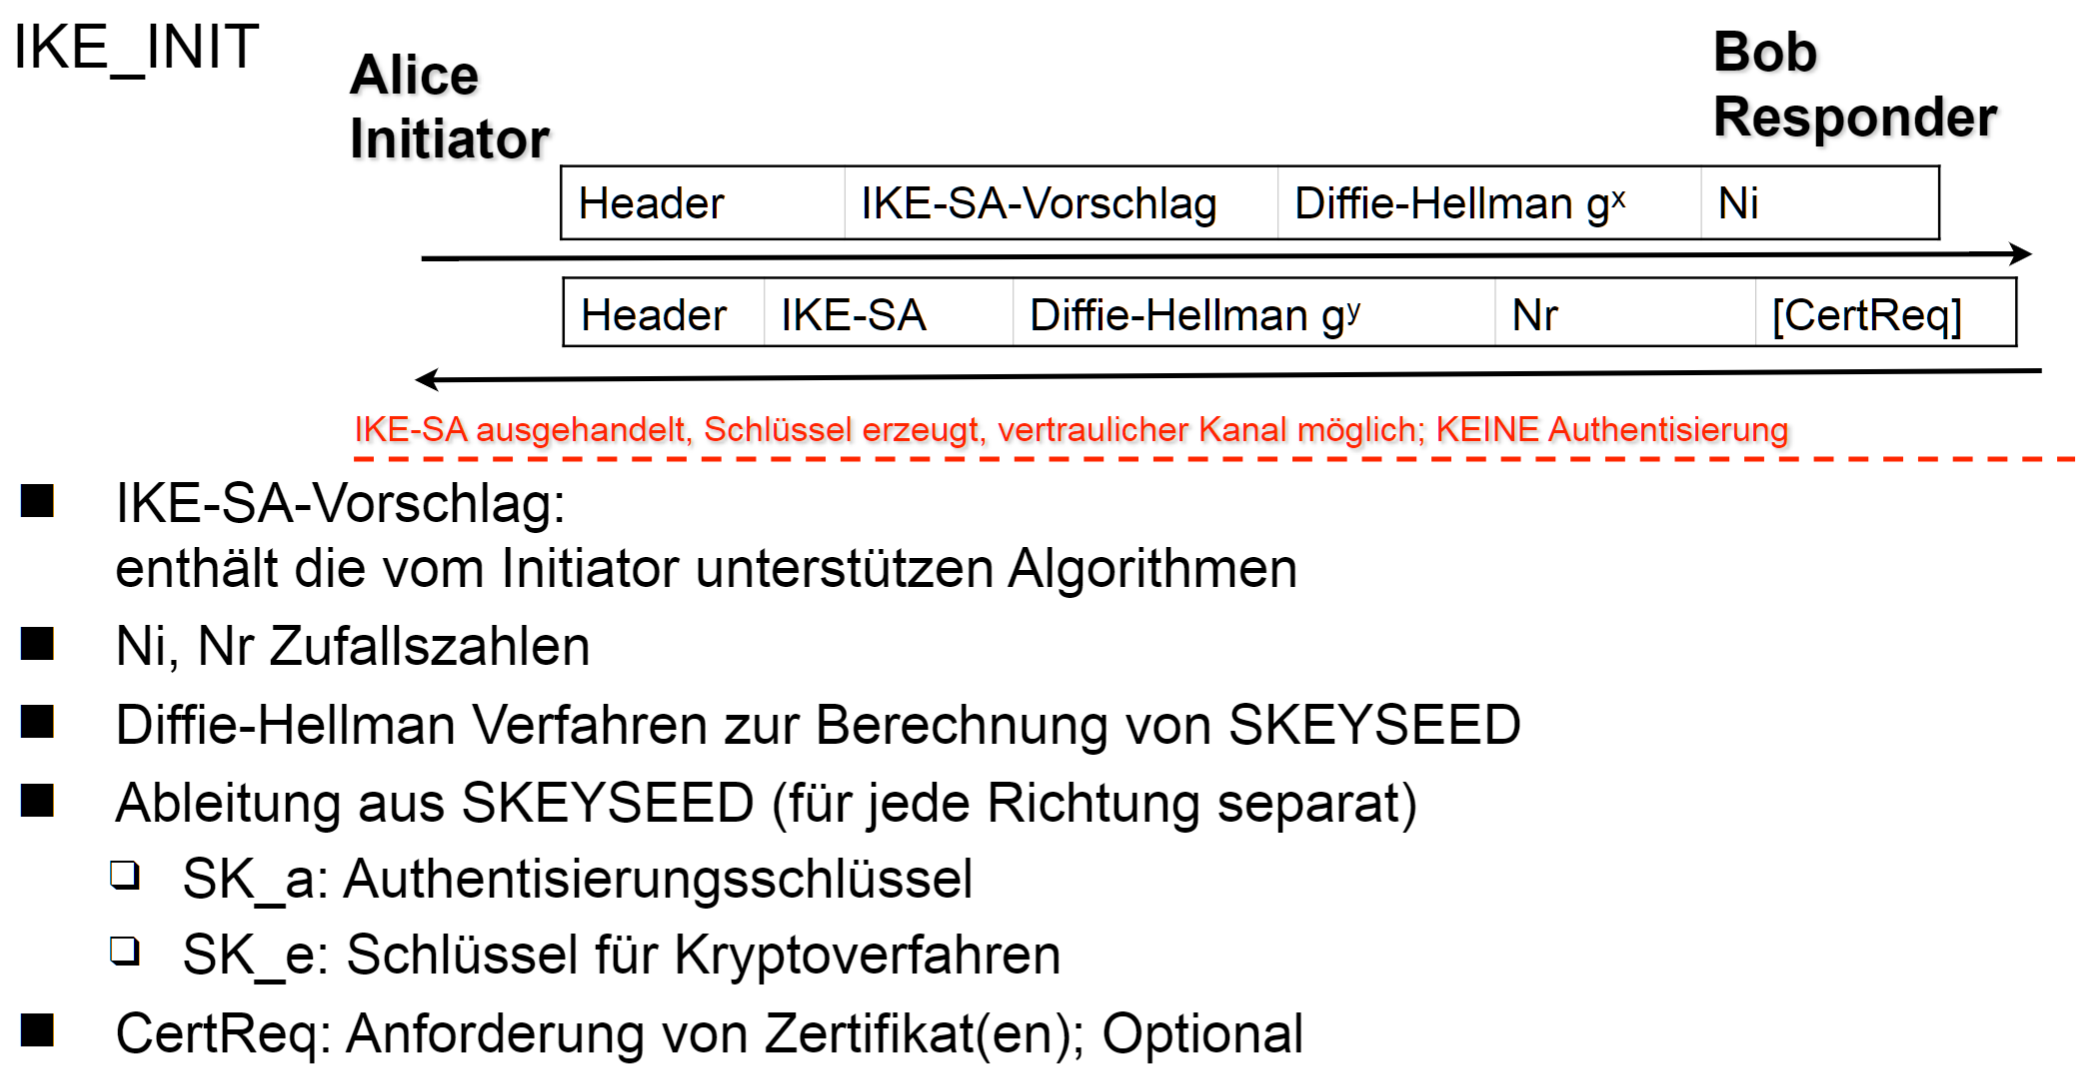 IKE_INIT
Alice
Initiator
Bob
Responder
Header IKE-SA-Vorschlag Diffie-Hellman gˣ Ni
Header IKE-SA Diffie-Hellman gʸ Nr [CertReq]
IKE-SA ausgehandelt, Schlüssel erzeugt, vertraulicher Kanal möglich; KEINE Authentisierung
IKE-SA-Vorschlag:
enthält die vom Initiator unterstützen Algorithmen
Ni, Nr Zufallszahlen
Diffie-Hellman Verfahren zur Berechnung von SKEYSEED
Ableitung aus SKEYSEED (für jede Richtung separat)
SK_a: Authentisierungsschlüssel
SK_e: Schlüssel für Kryptoverfahren
CertReq: Anforderung von Zertifikat(en); Optional